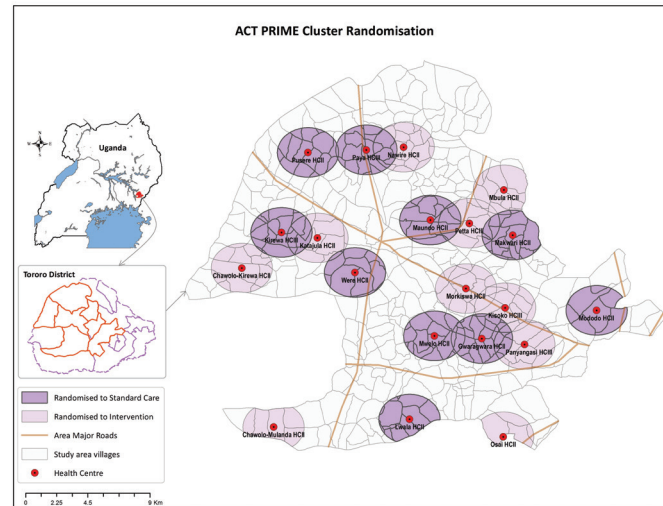 ACT PRIME Cluster Randomisation
Uganda
Pusere HCII
Paya HCIII
Nawire HCII
Mbula HCII
Maundo HCII
Petta HCIII
Makwari HCII
Kirewa HCIII
Katajula HCII
Chawolo-Kirewa HCII
Were HCII
Morkiswa HCII
Kisoko HCIII
Mododo HCII
Mwelo HCII
Gwaragwara HCII
Panyangasi HCIII
Chawolo-Mulanda HCII
Lwala HCII
Osai HCII
Tororo District
Randomised to Standard Care
Randomised to Intervention
Area Major Roads
Study area villages
Health Centre
0 2.25 4.5 9 Km